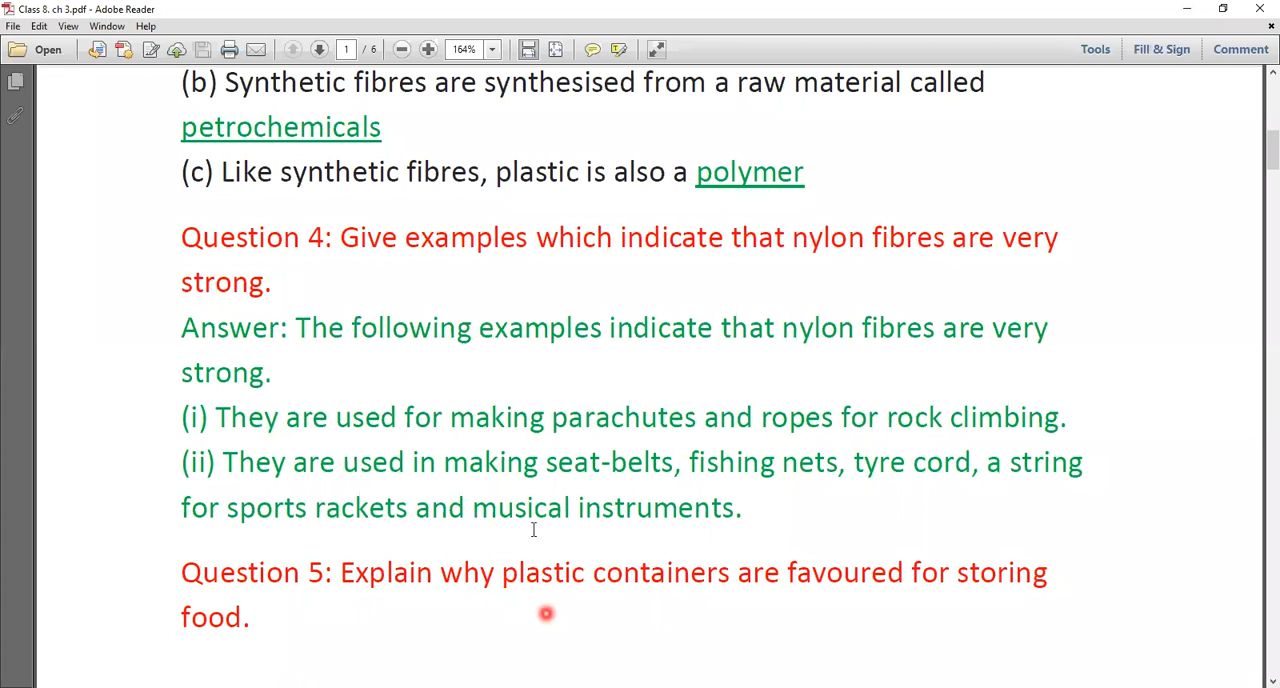 Class 8. ch 3.pdf - Adobe Reader
File Edit View Window Help
Open 1 / 6 164% Tools Fill & Sign Comment
(b) Synthetic fibres are synthesised from a raw material called
petrochemicals
(c) Like synthetic fibres, plastic is also a polymer
Question 4: Give examples which indicate that nylon fibres are very
strong.
Answer: The following examples indicate that nylon fibres are very
strong.
(i) They are used for making parachutes and ropes for rock climbing.
(ii) They are used in making seat-belts, fishing nets, tyre cord, a string
for sports rackets and musical instruments.
Question 5: Explain why plastic containers are favoured for storing
food.